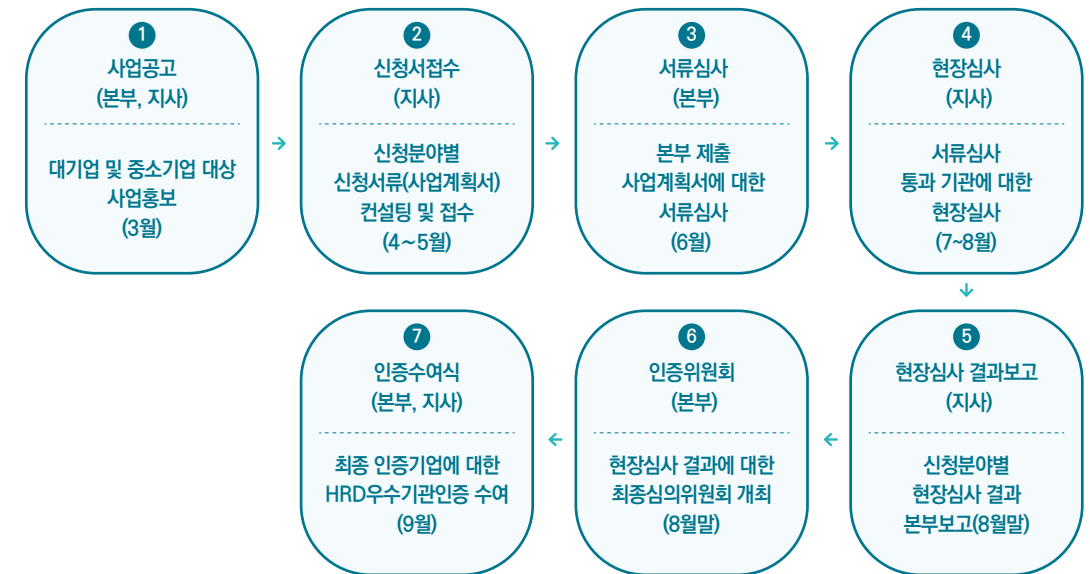 1
사업공고
(본부, 지사)
대기업 및 중소기업 대상
사업홍보
(3월)
2
신청서접수
(지사)
신청분야별
신청서류(사업계획서)
컨설팅 및 접수
(4~5월)
3
서류심사
(본부)
본부 제출
사업계획서에 대한
서류심사
(6월)
4
현장심사
(지사)
서류심사
통과 기관에 대한
현장실사
(7~8월)
5
현장심사 결과보고
(지사)
신청분야별
현장심사 결과
본부보고(8월말)
6
인증위원회
(본부)
현장심사 결과에 대한
최종심의위원회 개최
(8월말)
7
인증수여식
(본부, 지사)
최종 인증기업에 대한
HRD우수기관인증 수여
(9월)